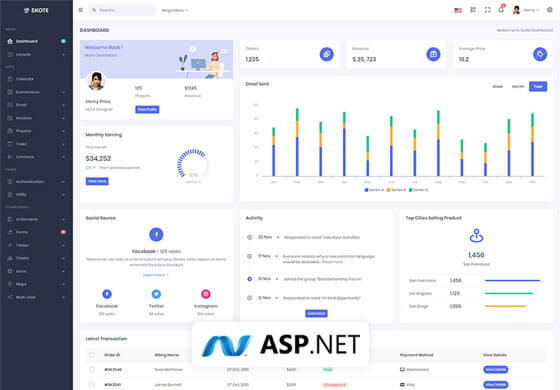 SKOTE
Search...
Mega Menu
Henry
MENU
Dashboard
Layouts
APPS
Calendar
Ecommerce
Email
Invoices
Projects
Tasks
Contacts
PAGES
Authentication
Utility
COMPONENTS
UI Elements
Forms
Tables
Charts
Icons
Maps
Multi Level
DASHBOARD
Welcome to Skote Dashboard
Welcome Back !
Skote Dashboard
Henry Price
UI/UX Designer
125
Projects
$1245
Revenue
View Profile
Orders
1,235
Revenue
$ 35, 723
Average Price
16.2
Monthly Earning
This month
$34,252
From previous period
View More
Series A
Email Sent
Week
Month
Year
Jan
Feb
Mar
Apr
May
Jun
Jul
Aug
Sep
Oct
Nov
Dec
Series A
Series B
Series C
Social Source
Facebook - 125 sales
Learn more
Facebook
125 sales
Twitter
Instagram
Activity
22 Nov
Responded to need "Volunteer Activities
17 Nov
Everyone realizes why a new common language
would be desirable... Read more
15 Nov
Joined the group "Boardsmanship Forum"
12 Nov
Responded to need "In-Kind Opportunity"
Load More
Top Cities Selling Product
1,456
San Francisco
San Francisco
1,456
Los Angeles
1,123
San Diego
1,026
ASP.NET
Latest Transaction
Order ID
Billing Name
Payment Method
View Details
#SK2540
Neal Matthews
07 Oct, 2019
$400
Paid
Mastercard
View Details
#SK2541
Jamal Burnett
07 Oct, 2019
$380
Chargeback
Visa
View Details